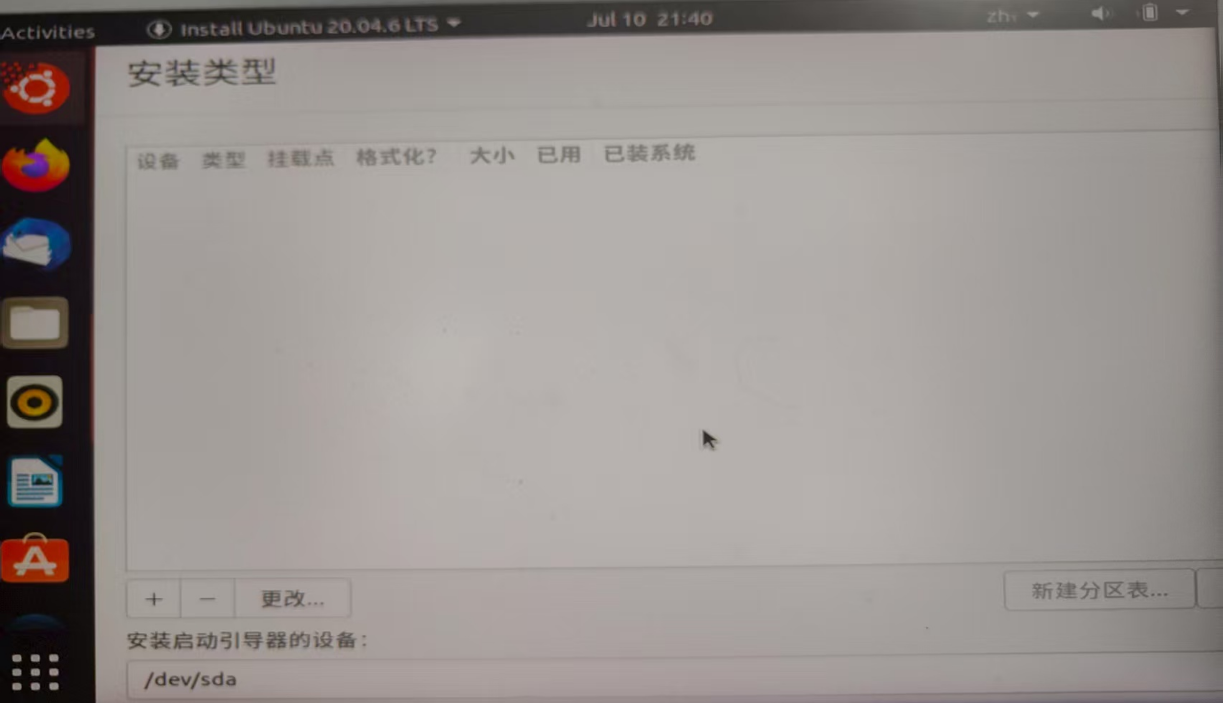 Activities
Install Ubuntu 20.04.6 LTS
Jul 10 21:40
zh
安装类型
设备 类型 挂载点 格式化? 大小 已用 已装系统
+ − 更改...
新建分区表...
安装启动引导器的设备：
/dev/sda